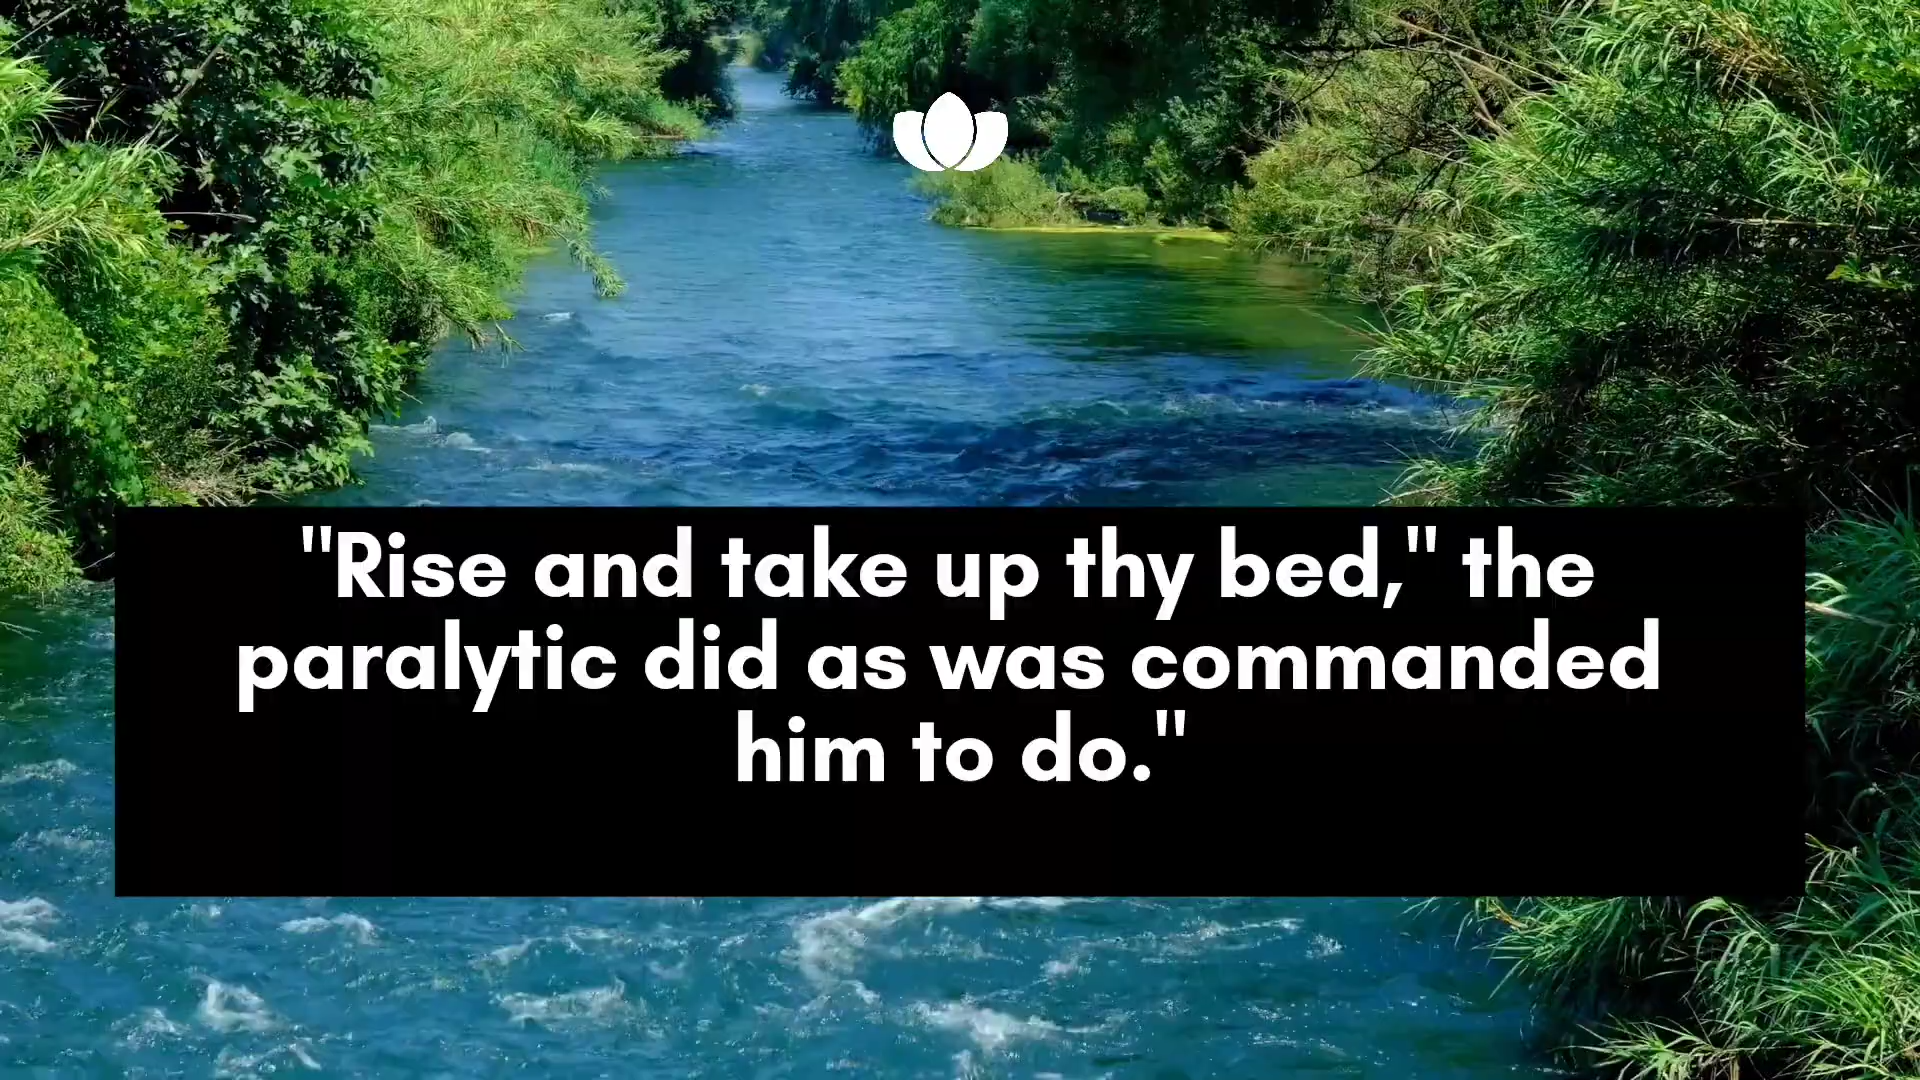 "Rise and take up thy bed," the
paralytic did as was commanded
him to do."